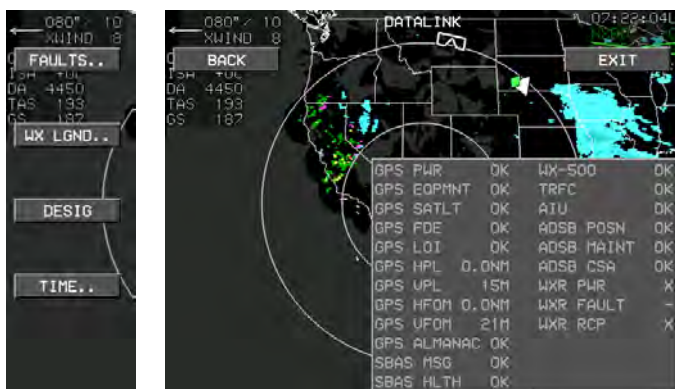 080°/ 10
XWIND 8
FAULTS..
DA 4450
TAS 193
GS 187
WX LGND..
DESIG
TIME..
080°/ 10
XWIND 8
DATALINK
07:22:04L
BACK
EXIT
DA 4450
TAS 193
GS 187
GPS PWR OK WX-500 OK
GPS EQPMNT OK TRFC OK
GPS SATLT OK AIU OK
GPS FDE OK ADSB POSN OK
GPS LOI OK ADSB MAINT OK
GPS HPL 0.0NM ADSB CSA OK
GPS VPL 15M WXR PWR X
GPS HFOM 0.0NM WXR FAULT -
GPS VFOM 21M WXR RCP X
GPS ALMANAC OK
SBAS MSG OK
SBAS HLTH OK